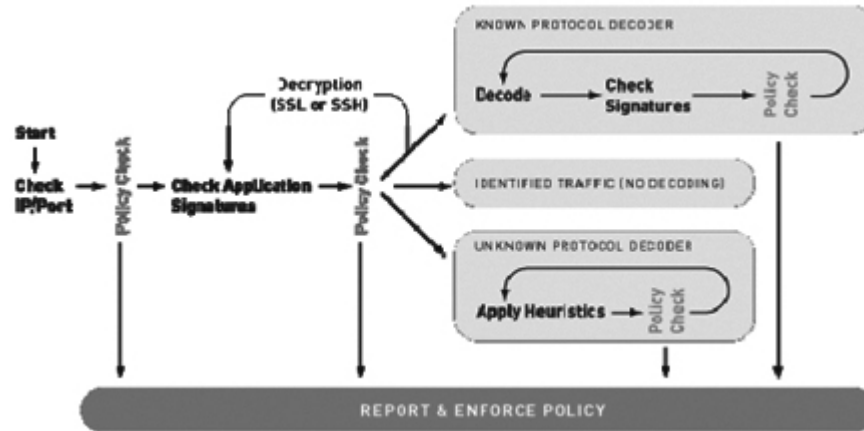 KNOWN PROTOCOL DECODER
Decode
Check
Signatures
Policy
Check
Decryption
(SSL or SSH)
Start
Check
IP/Port
Policy Check
Check Application
Signatures
Policy Check
IDENTIFIED TRAFFIC (NO DECODING)
UNKNOWN PROTOCOL DECODER
Apply Heuristics
Policy
Check
REPORT & ENFORCE POLICY